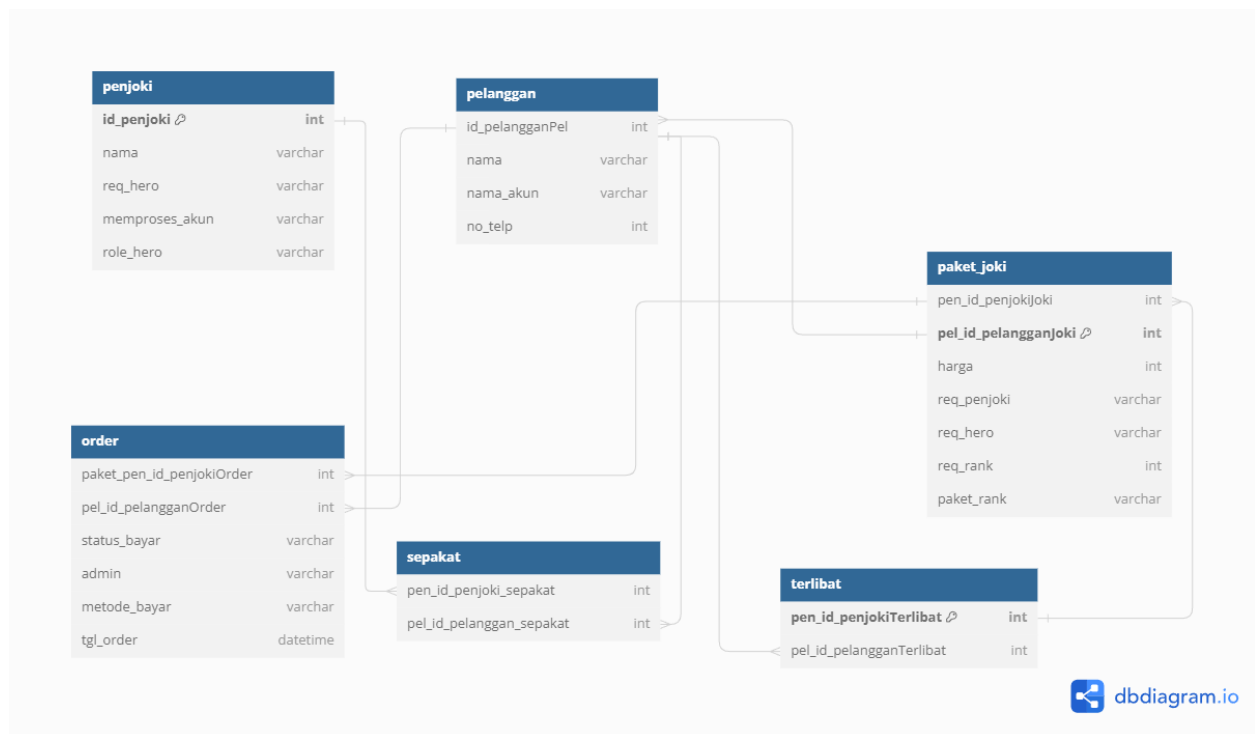 penjoki
id_penjoki int
nama varchar
req_hero varchar
memproses_akun varchar
role_hero varchar
pelanggan
id_pelangganPel int
nama varchar
nama_akun varchar
no_telp int
paket_joki
pen_id_penjokiJoki int
pel_id_pelangganJoki int
harga int
req_penjoki varchar
req_hero varchar
req_rank int
paket_rank varchar
order
paket_pen_id_penjokiOrder int
pel_id_pelangganOrder int
status_bayar varchar
admin varchar
metode_bayar varchar
tgl_order datetime
sepakat
pen_id_penjoki_sepakat int
pel_id_pelanggan_sepakat int
terlibat
pen_id_penjokiTerlibat int
pel_id_pelangganTerlibat int
dbdiagram.io